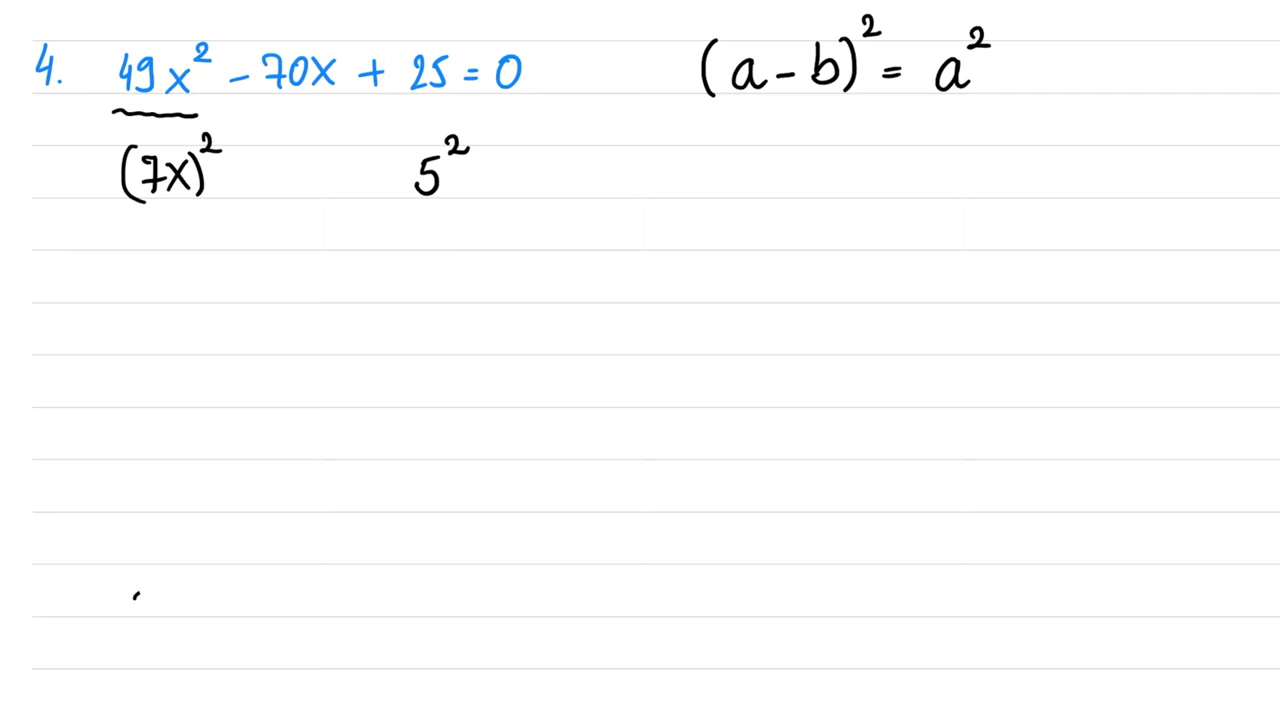 4. 49x² - 70x + 25 = 0
(a - b)² = a²
(7x)² 5²